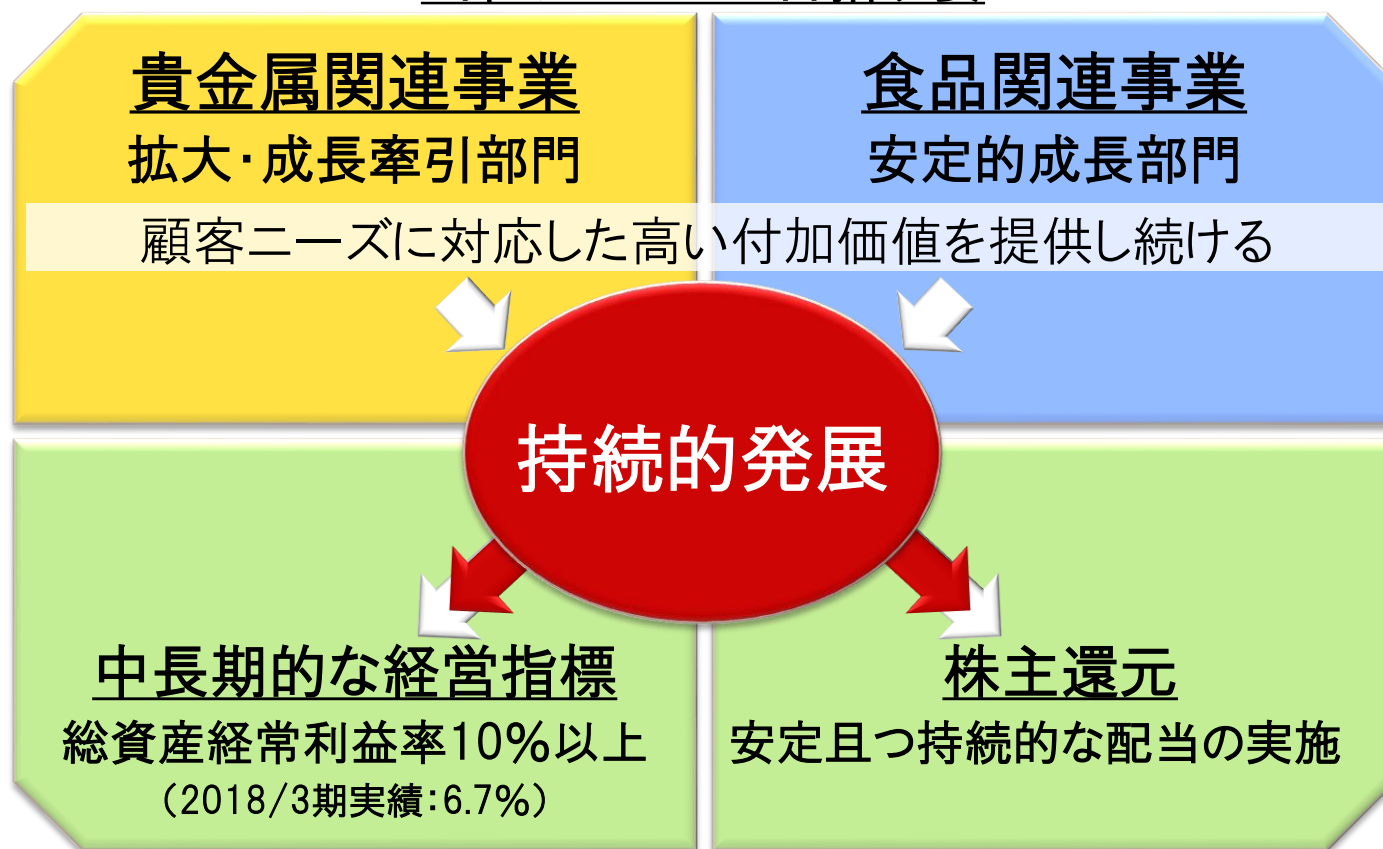 貴金属関連事業
拡大・成長牽引部門
食品関連事業
安定的成長部門
顧客ニーズに対応した高い付加価値を提供し続ける
持続的発展
中長期的な経営指標
総資産経常利益率10%以上
（2018/3期実績：6.7%）
株主還元
安定且つ持続的な配当の実施